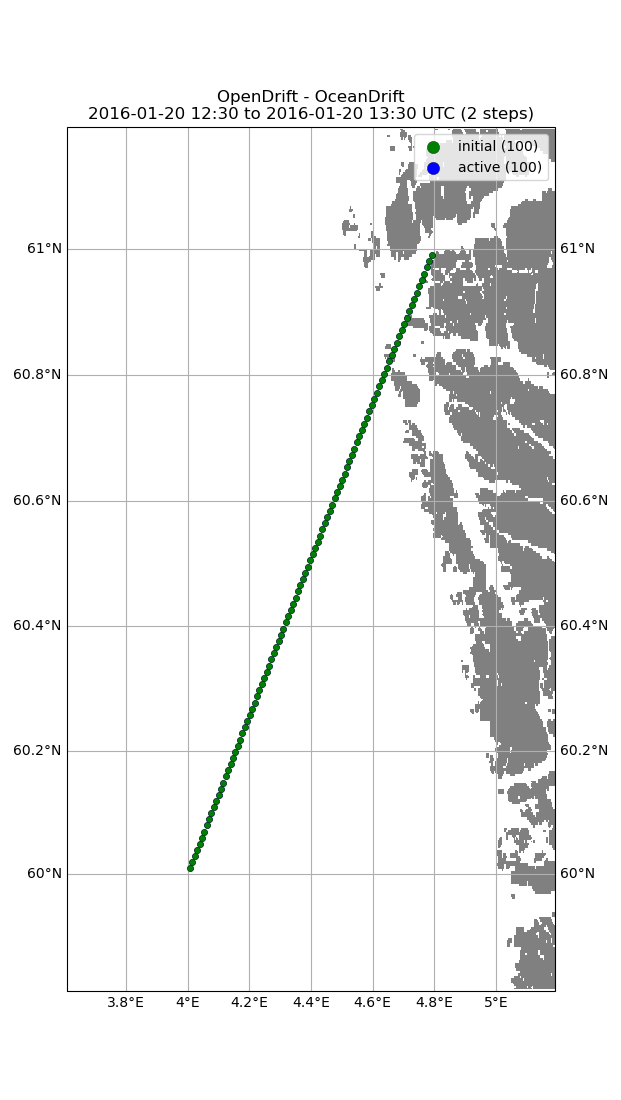 OpenDrift - OceanDrift
2016-01-20 12:30 to 2016-01-20 13:30 UTC (2 steps)
initial (100)
active (100)
61°N 61°N
60.8°N 60.8°N
60.6°N 60.6°N
60.4°N 60.4°N
60.2°N 60.2°N
60°N 60°N
3.8°E 4°E 4.2°E 4.4°E 4.6°E 4.8°E 5°E